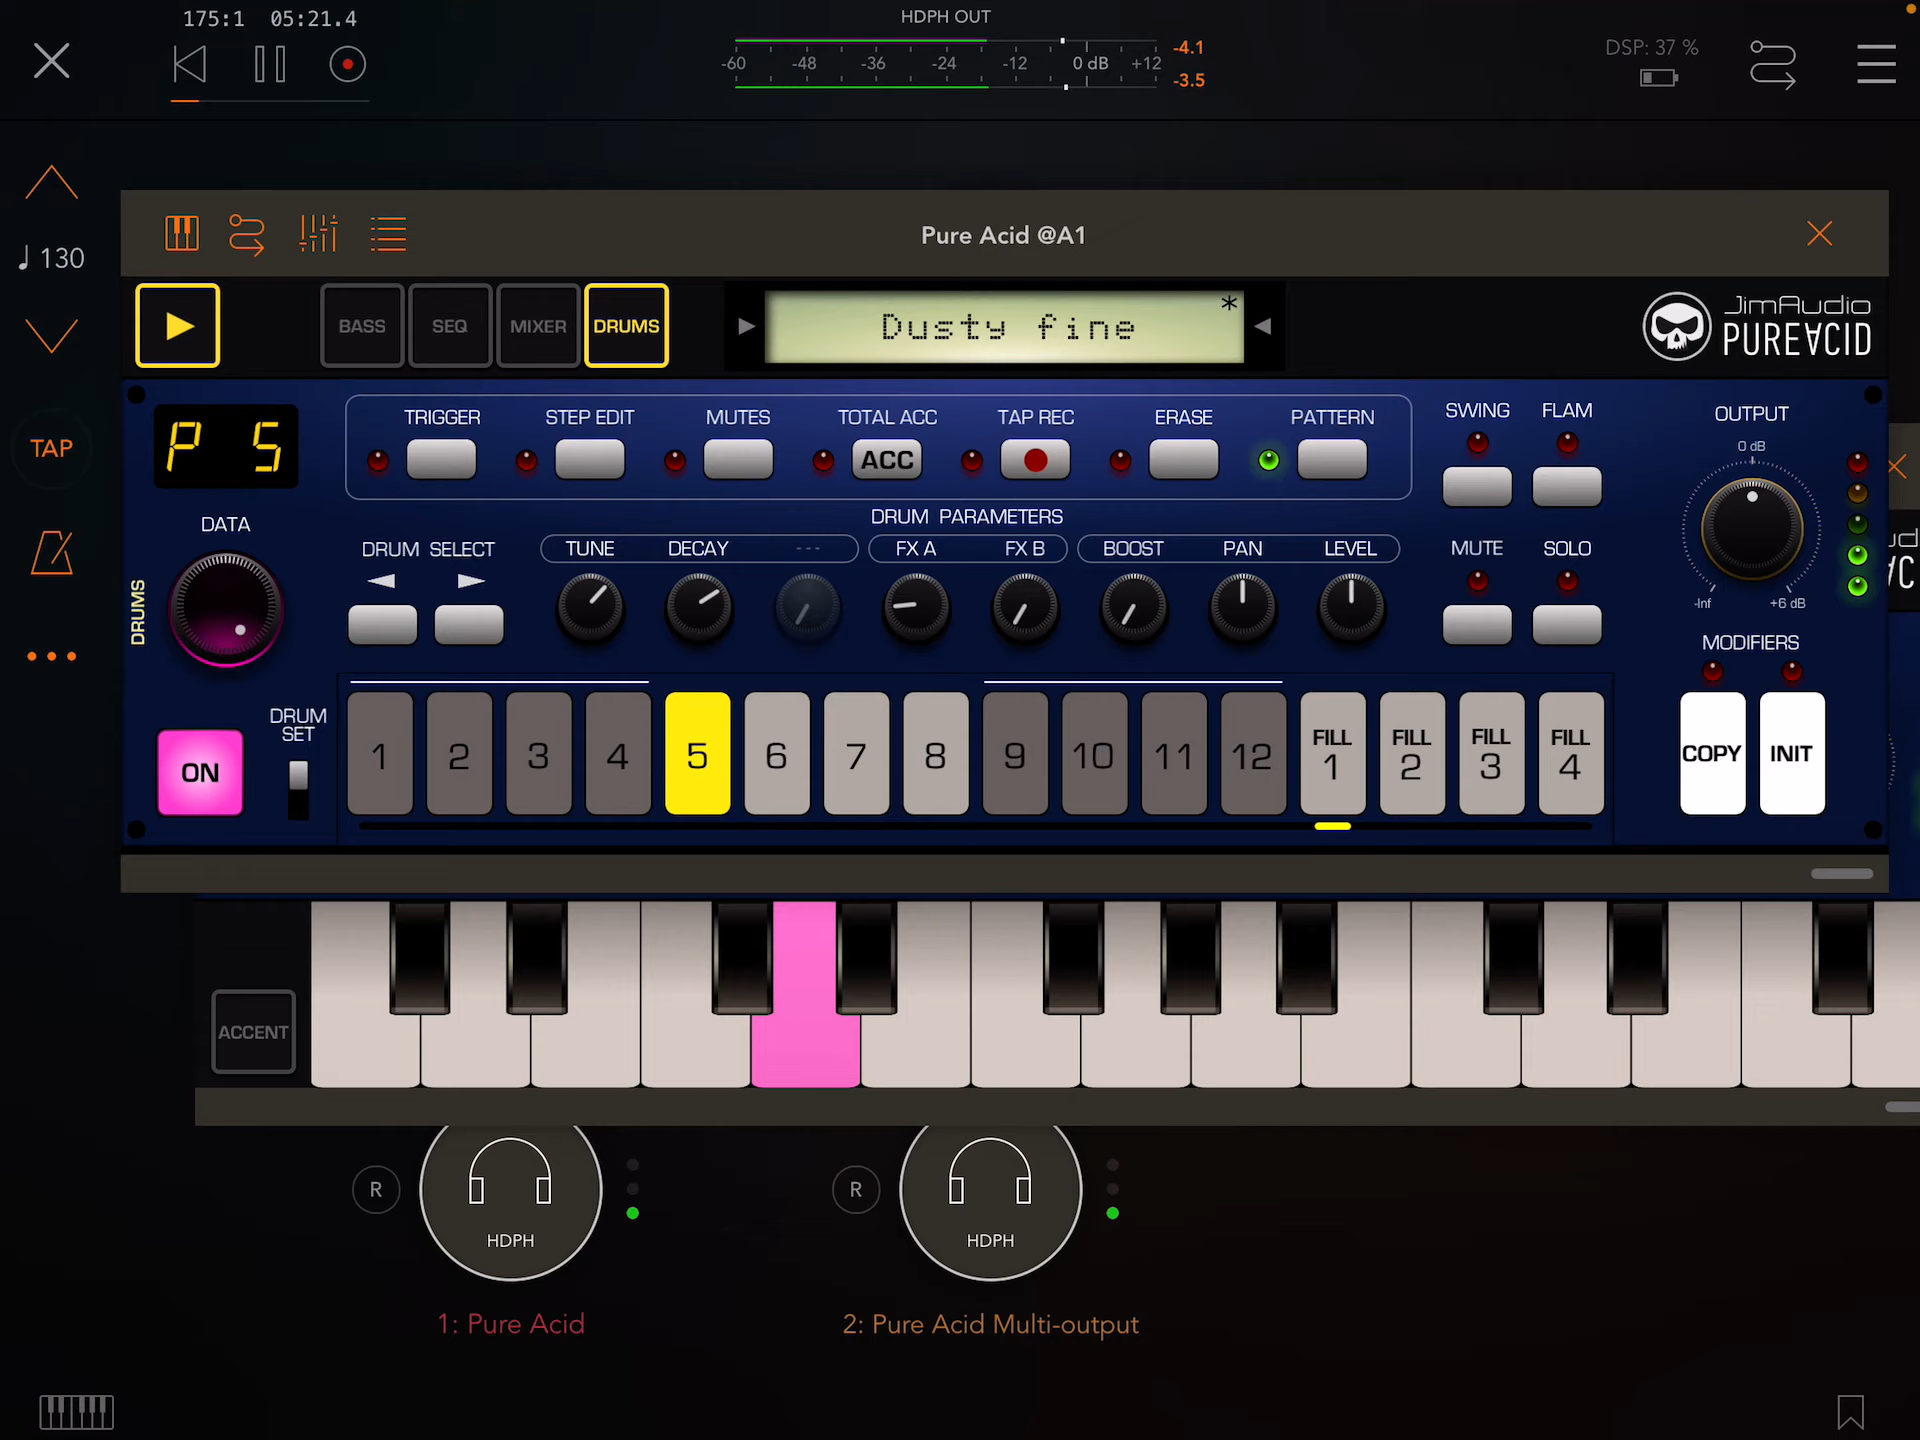 175:1 05:21.4
HDPH OUT
-60 -48 -36 -24 -12 0 dB +12
-4.1
-3.5
DSP: 37 %
130
TAP
Pure Acid @A1
BASS SEQ MIXER DRUMS
Dusty fine *
JimAudio
PURE∀CID
P 5
TRIGGER STEP EDIT MUTES TOTAL ACC TAP REC ERASE PATTERN
ACC
SWING FLAM
OUTPUT
0 dB
-Inf +6 dB
DATA
DRUMS
DRUM SELECT
DRUM PARAMETERS
TUNE DECAY --- FX A FX B BOOST PAN LEVEL
MUTE SOLO
MODIFIERS
COPY INIT
DRUM
SET
ON
1 2 3 4 5 6 7 8 9 10 11 12
FILL
1
FILL
2
FILL
3
FILL
4
ACCENT
R HDPH
R HDPH
1: Pure Acid
2: Pure Acid Multi-output